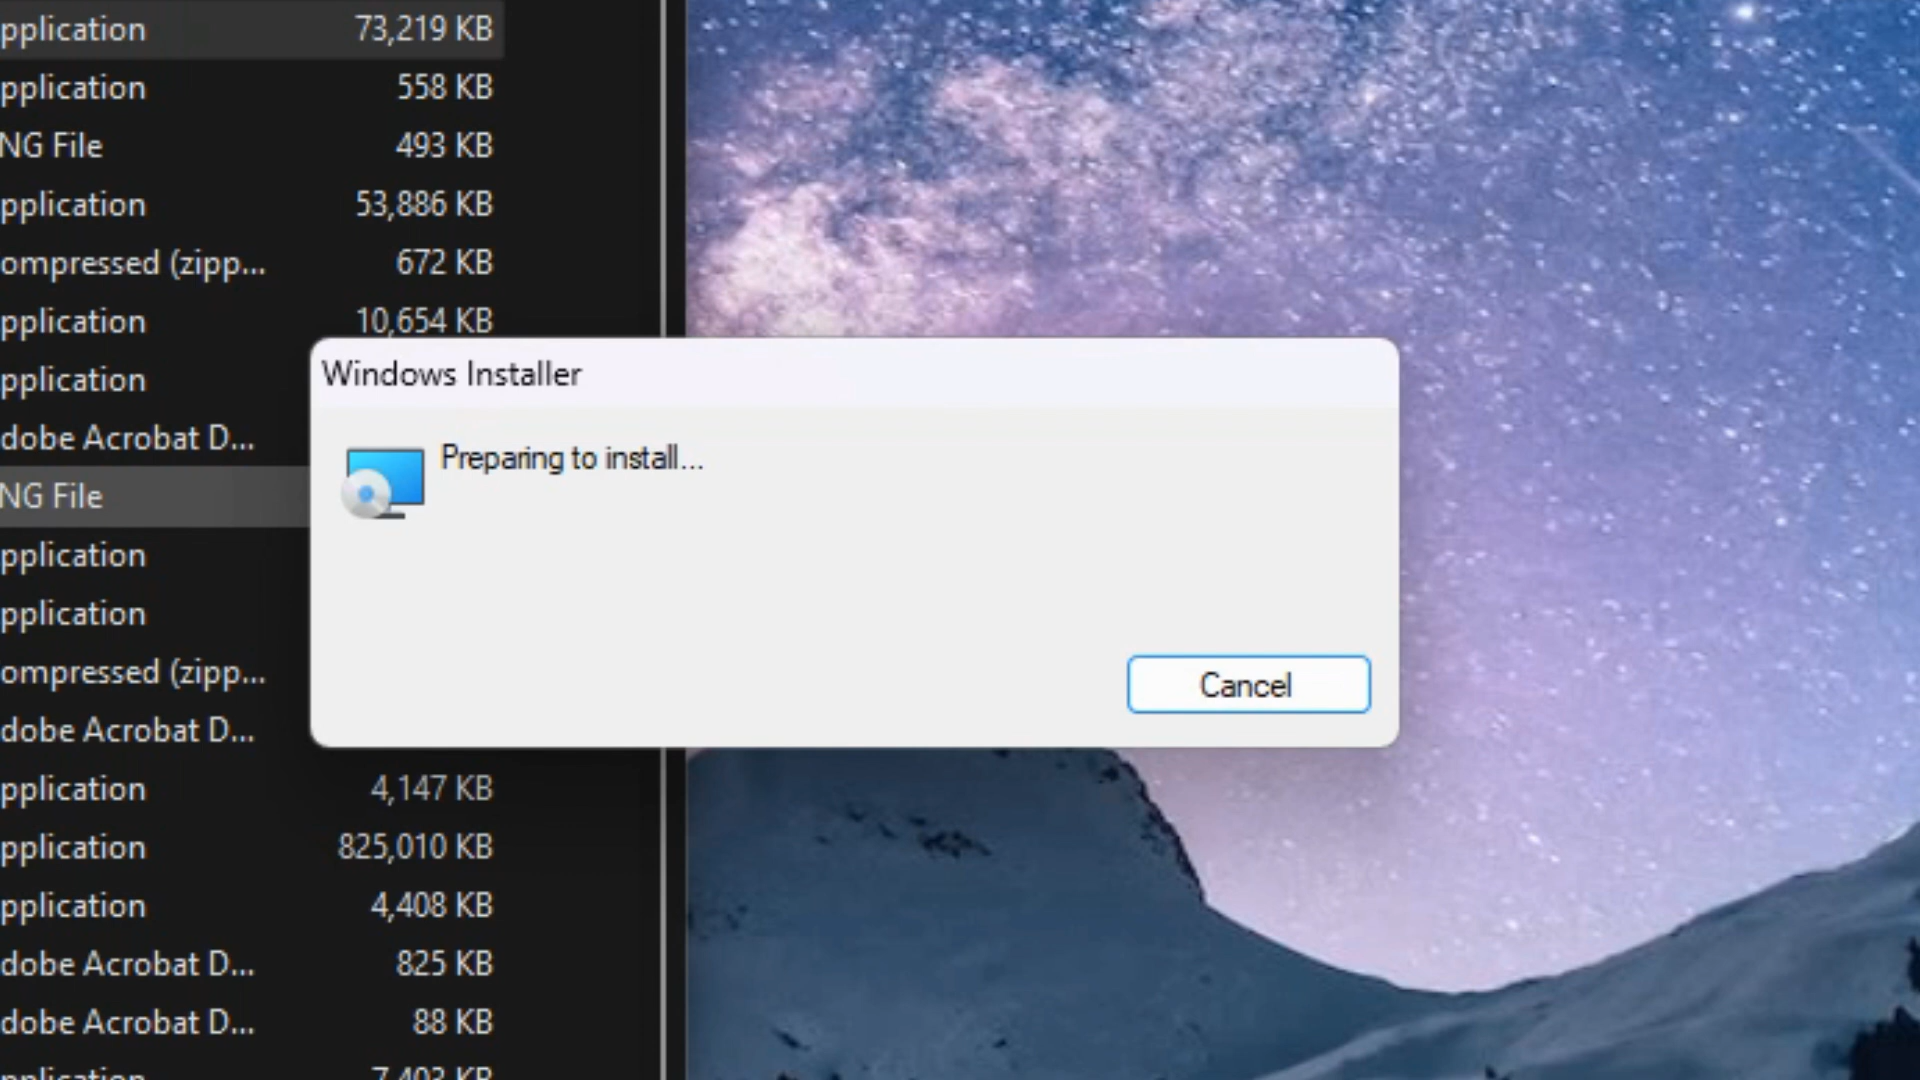 pplication 73,219 KB
pplication 558 KB
NG File 493 KB
pplication 53,886 KB
ompressed (zipp... 672 KB
pplication 10,654 KB
pplication
dobe Acrobat D...
NG File
pplication
pplication
ompressed (zipp...
dobe Acrobat D...
pplication 4,147 KB
pplication 825,010 KB
pplication 4,408 KB
dobe Acrobat D... 825 KB
dobe Acrobat D... 88 KB
pplication 7,403 KB
Windows Installer
Preparing to install...
Cancel